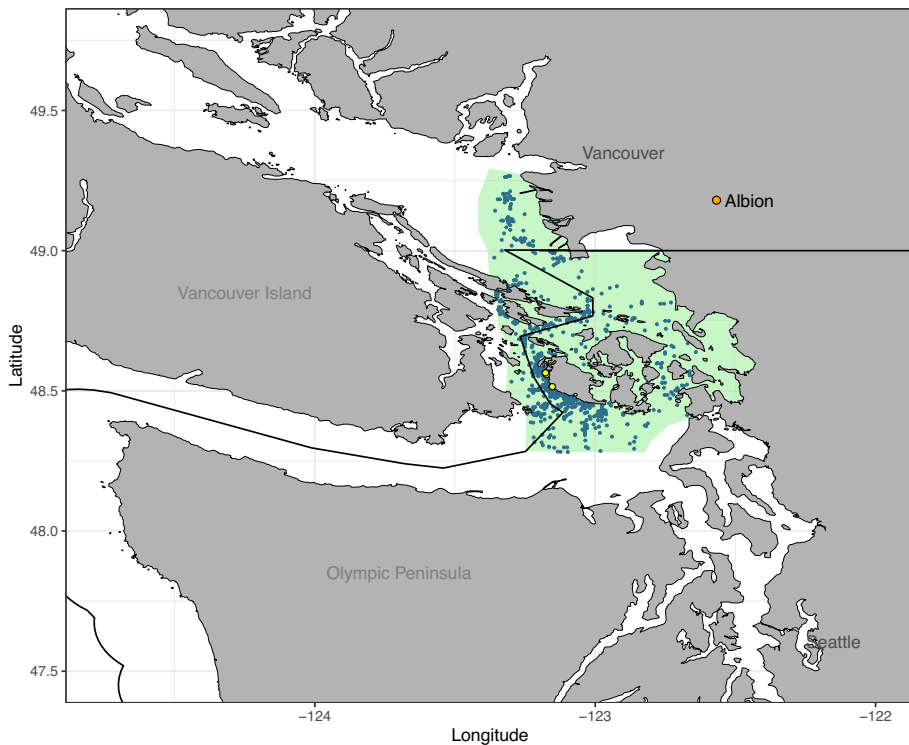 49.5
Vancouver
Albion
49.0
Vancouver Island
Latitude
48.5
48.0
Olympic Peninsula
Seattle
47.5
−124
−123
−122
Longitude